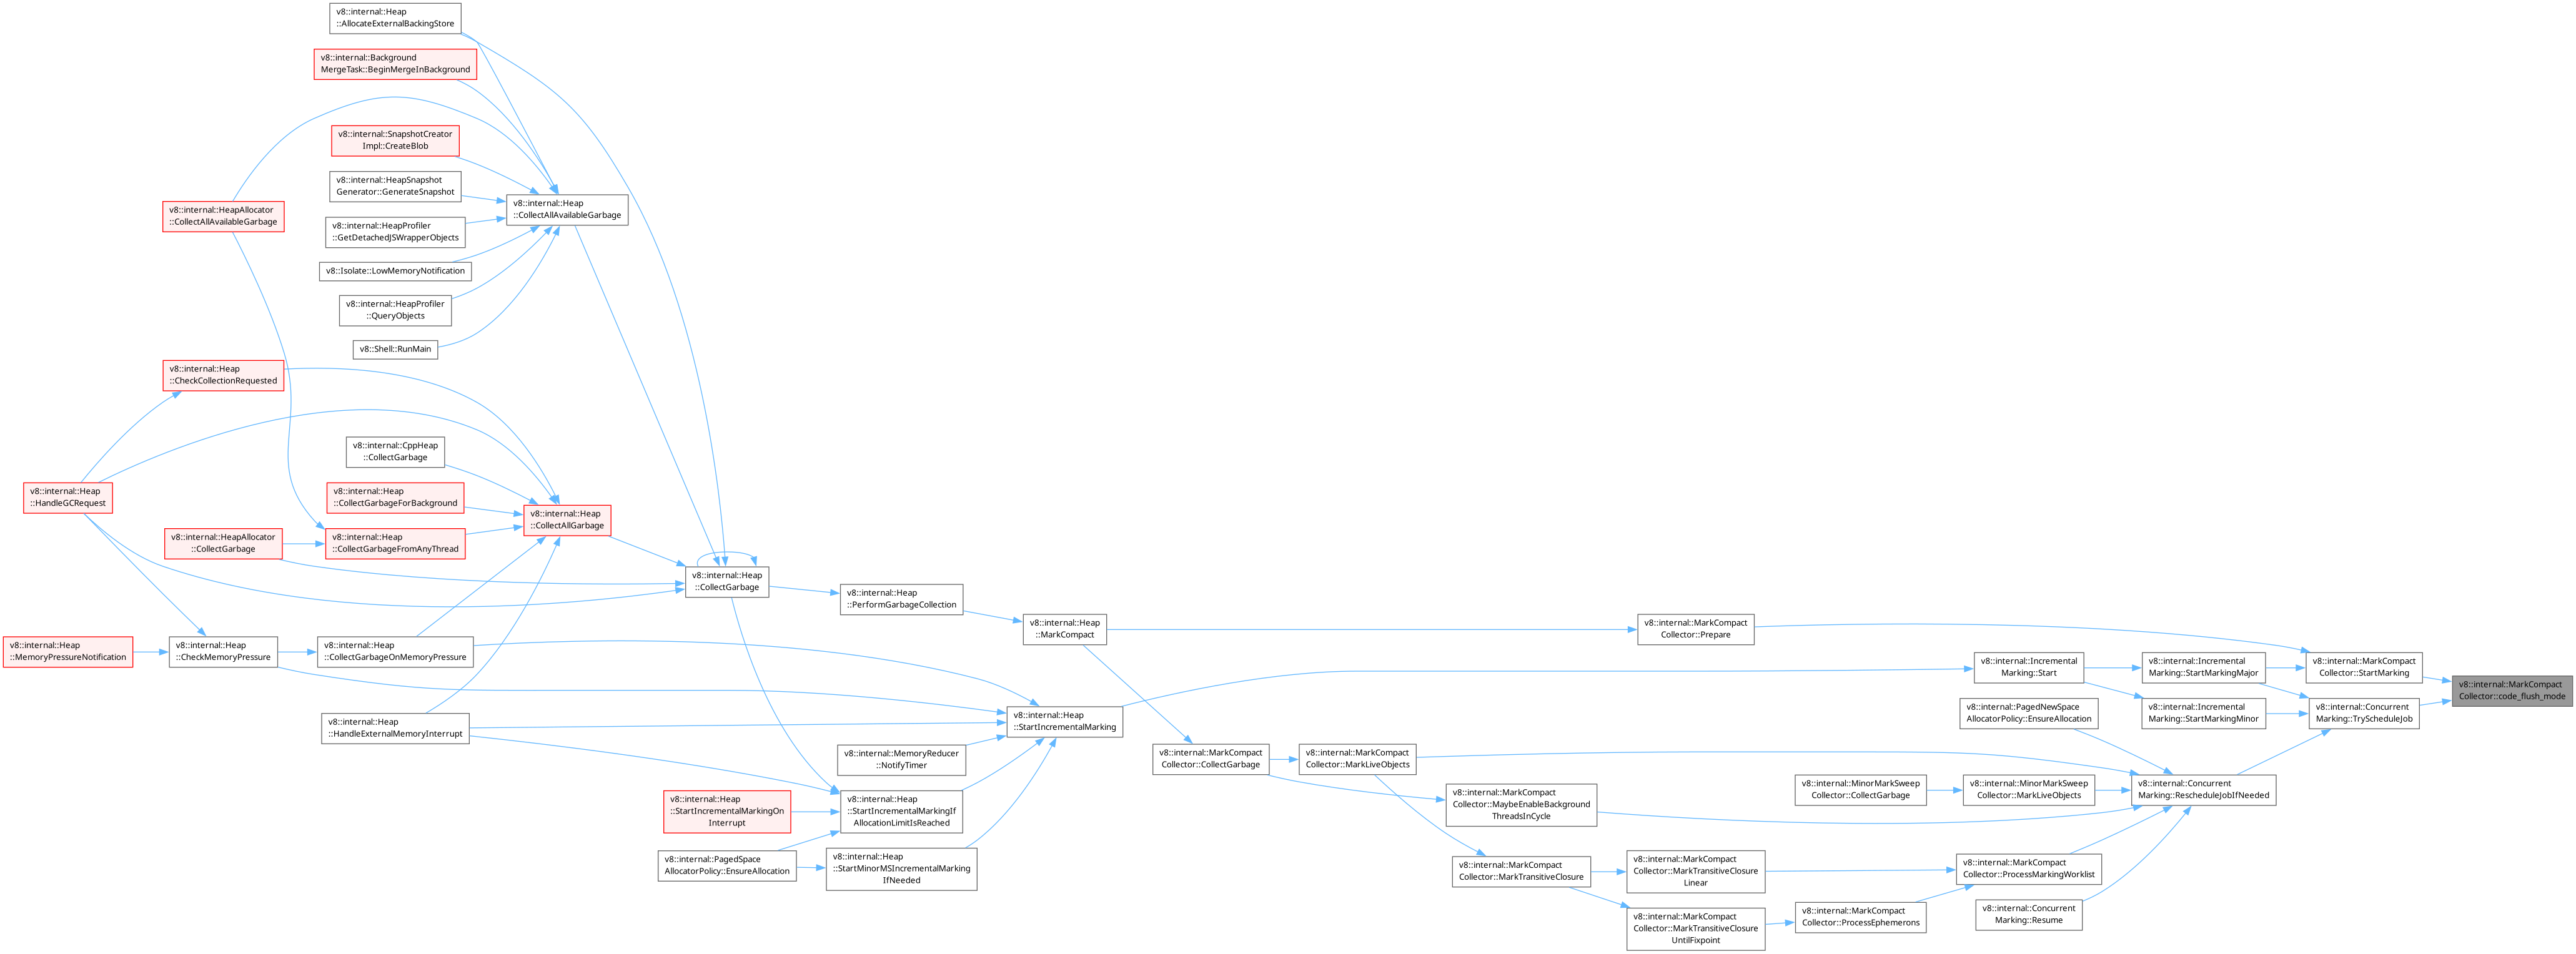 v8::internal::Heap
::AllocateExternalBackingStore
v8::internal::Background
MergeTask::BeginMergeInBackground
v8::internal::SnapshotCreator
Impl::CreateBlob
v8::internal::HeapSnapshot
Generator::GenerateSnapshot
v8::internal::HeapAllocator
::CollectAllAvailableGarbage
v8::internal::Heap
::CollectAllAvailableGarbage
v8::internal::HeapProfiler
::GetDetachedJSWrapperObjects
v8::Isolate::LowMemoryNotification
v8::internal::HeapProfiler
::QueryObjects
v8::Shell::RunMain
v8::internal::Heap
::CheckCollectionRequested
v8::internal::CppHeap
::CollectGarbage
v8::internal::Heap
::HandleGCRequest
v8::internal::Heap
::CollectGarbageForBackground
v8::internal::Heap
::CollectAllGarbage
v8::internal::HeapAllocator
::CollectGarbage
v8::internal::Heap
::CollectGarbageFromAnyThread
v8::internal::Heap
::CollectGarbage
v8::internal::Heap
::PerformGarbageCollection
v8::internal::Heap
::MarkCompact
v8::internal::MarkCompact
Collector::Prepare
v8::internal::Heap
::MemoryPressureNotification
v8::internal::Heap
::CheckMemoryPressure
v8::internal::Heap
::CollectGarbageOnMemoryPressure
v8::internal::Incremental
Marking::Start
v8::internal::Incremental
Marking::StartMarkingMajor
v8::internal::MarkCompact
Collector::StartMarking
v8::internal::MarkCompact
Collector::code_flush_mode
v8::internal::Heap
::HandleExternalMemoryInterrupt
v8::internal::Heap
::StartIncrementalMarking
v8::internal::PagedNewSpace
AllocatorPolicy::EnsureAllocation
v8::internal::Incremental
Marking::StartMarkingMinor
v8::internal::Concurrent
Marking::TryScheduleJob
v8::internal::MemoryReducer
::NotifyTimer
v8::internal::MarkCompact
Collector::CollectGarbage
v8::internal::MarkCompact
Collector::MarkLiveObjects
v8::internal::Heap
::StartIncrementalMarkingOn
Interrupt
v8::internal::Heap
::StartIncrementalMarkingIf
AllocationLimitIsReached
v8::internal::MarkCompact
Collector::MaybeEnableBackground
ThreadsInCycle
v8::internal::MinorMarkSweep
Collector::CollectGarbage
v8::internal::MinorMarkSweep
Collector::MarkLiveObjects
v8::internal::Concurrent
Marking::RescheduleJobIfNeeded
v8::internal::PagedSpace
AllocatorPolicy::EnsureAllocation
v8::internal::Heap
::StartMinorMSIncrementalMarking
IfNeeded
v8::internal::MarkCompact
Collector::MarkTransitiveClosure
v8::internal::MarkCompact
Collector::MarkTransitiveClosure
Linear
v8::internal::MarkCompact
Collector::ProcessMarkingWorklist
v8::internal::MarkCompact
Collector::MarkTransitiveClosure
UntilFixpoint
v8::internal::MarkCompact
Collector::ProcessEphemerons
v8::internal::Concurrent
Marking::Resume